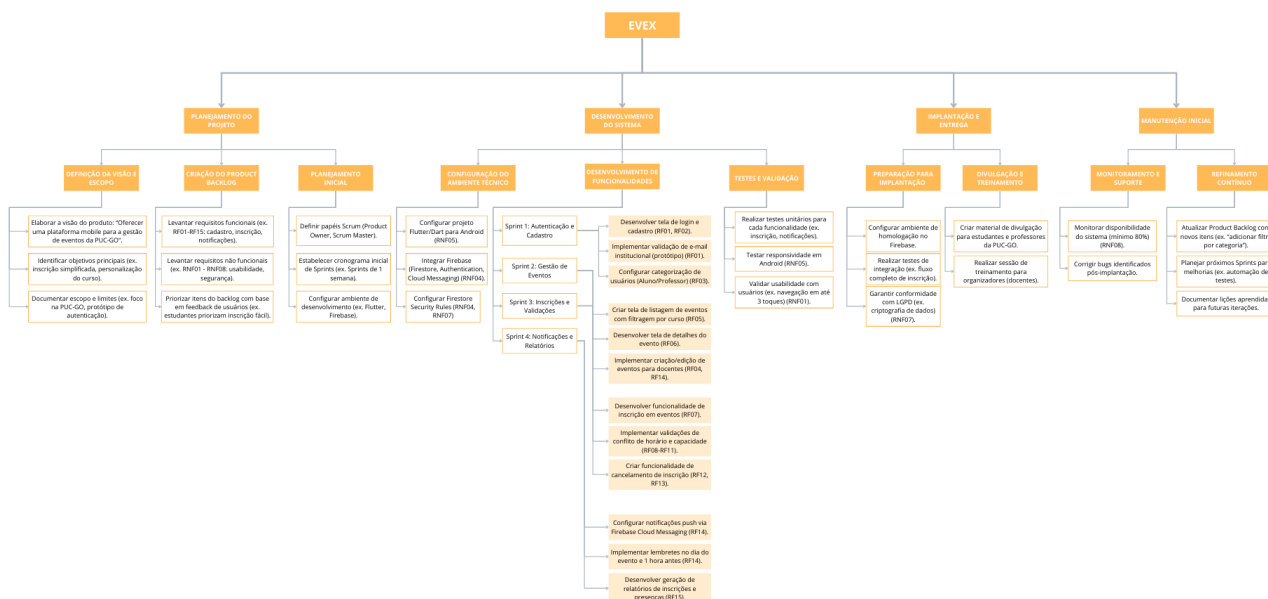 EVEX
PLANEJAMENTO DO
PROJETO
DESENVOLVIMENTO
DO SISTEMA
IMPLANTAÇÃO E
ENTREGA
MANUTENÇÃO INICIAL
DEFINIÇÃO DA VISÃO E
ESCOPO
CRIAÇÃO DO PRODUCT
BACKLOG
PLANEJAMENTO
INICIAL
CONFIGURAÇÃO DO
AMBIENTE TÉCNICO
DESENVOLVIMENTO DE
FUNCIONALIDADES
TESTES E VALIDAÇÃO
PREPARAÇÃO PARA
IMPLANTAÇÃO
DIVULGAÇÃO E
TREINAMENTO
MONITORAMENTO E
SUPORTE
REFINAMENTO
CONTÍNUO
Elaborar a visão do produto: "Oferecer
uma plataforma mobile para a gestão
de eventos da PUC-GO".
Identificar objetivos principais (ex.
inscrição simplificada, personalização
do curso).
Documentar escopo e limites (ex. foco
na PUC-GO, protótipo de
autenticação).
Levantar requisitos funcionais (ex.
RF01-RF15: cadastro, inscrição,
notificações).
Levantar requisitos não funcionais
(ex. RNF01 - RNF08: usabilidade,
segurança).
Priorizar itens do backlog com base
em feedback de usuários (ex.
estudantes priorizam inscrição fácil).
Definir papéis Scrum (Product
Owner, Scrum Master).
Estabelecer cronograma inicial
de Sprints (ex. Sprints de 1
semana).
Configurar ambiente de
desenvolvimento (ex. Flutter,
Firebase).
Configurar projeto
Flutter/Dart para Android
(RNF05).
Integrar Firebase
(Firestore, Authentication,
Cloud Messaging) (RNF04).
Configurar Firestore
Security Rules (RNF04,
RNF07)
Sprint 1: Autenticação e
Cadastro
Sprint 2: Gestão de
Eventos
Sprint 3: Inscrições e
Validações
Sprint 4: Notificações e
Relatórios
Desenvolver tela de login e
cadastro (RF01, RF02).
Implementar validação de e-mail
institucional (protótipo) (RF01).
Configurar categorização de
usuários (Aluno/Professor) (RF03).
Criar tela de listagem de eventos
com filtragem por curso (RF05).
Desenvolver tela de detalhes do
evento (RF06).
Implementar criação/edição de
eventos para docentes (RF04,
RF14).
Desenvolver funcionalidade de
inscrição em eventos (RF07).
Implementar validações de
conflito de horário e capacidade
(RF08-RF11).
Criar funcionalidade de
cancelamento de inscrição (RF12,
RF13).
Configurar notificações push via
Firebase Cloud Messaging (RF14).
Implementar lembretes no dia do
evento e 1 hora antes (RF14).
Desenvolver geração de
relatórios de inscrições e
presenças (RF15).
Realizar testes unitários para
cada funcionalidade (ex.
inscrição, notificações).
Testar responsividade em
Android (RNF05).
Validar usabilidade com
usuários (ex. navegação em até
3 toques) (RNF01).
Configurar ambiente de
homologação no
Firebase.
Realizar testes de
integração (ex. fluxo
completo de inscrição).
Garantir conformidade
com LGPD (ex.
criptografia de dados)
(RNF07).
Criar material de divulgação
para estudantes e professores
da PUC-GO.
Realizar sessão de
treinamento para
organizadores (docentes).
Monitorar disponibilidade
do sistema (mínimo 80%)
(RNF08).
Corrigir bugs identificados
pós-implantação.
Atualizar Product Backlog con
novos itens (ex. "adicionar filtr
por categoria").
Planejar próximos Sprints par
melhorias (ex. automação de
testes).
Documentar lições aprendida
para futuras iterações.